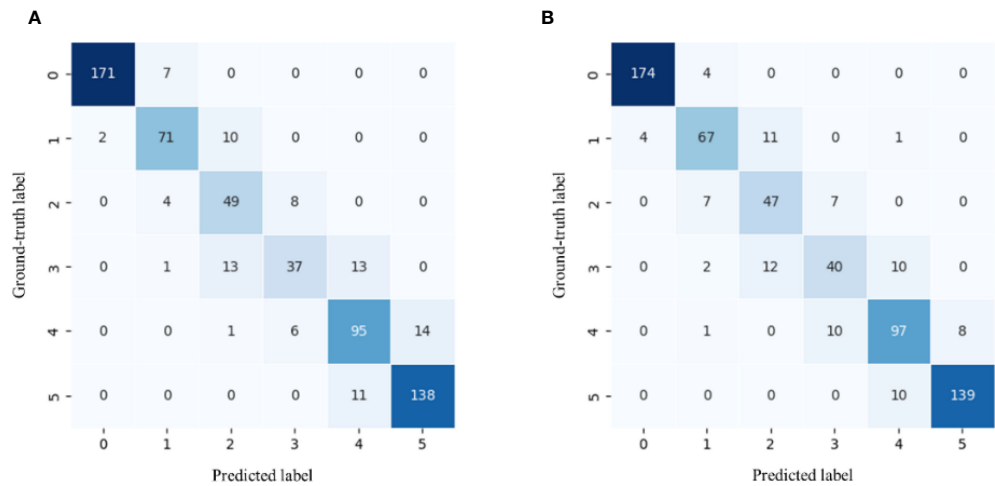 A
0 171 7 0 0 0 0
1 2 71 10 0 0 0
2 0 4 49 8 0 0
3 0 1 13 37 13 0
4 0 0 1 6 95 14
5 0 0 0 0 11 138
0 1 2 3 4 5
Ground-truth label
Predicted label
B
0 174 4 0 0 0 0
1 4 67 11 0 1 0
2 0 7 47 7 0 0
3 0 2 12 40 10 0
4 0 1 0 10 97 8
5 0 0 0 0 10 139
0 1 2 3 4 5
Ground-truth label
Predicted label